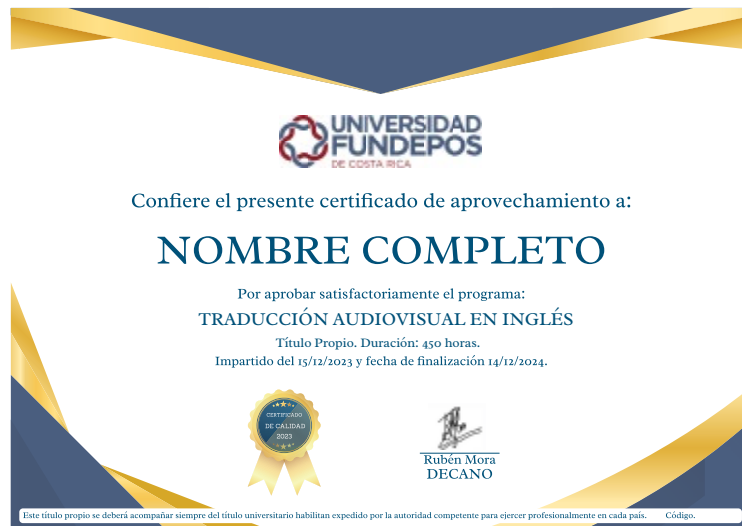 UNIVERSIDAD
FUNDEPOS
DE COSTA RICA
Confiere el presente certificado de aprovechamiento a:
NOMBRE COMPLETO
Por aprobar satisfactoriamente el programa:
TRADUCCIÓN AUDIOVISUAL EN INGLÉS
Título Propio. Duración: 450 horas.
Impartido del 15/12/2023 y fecha de finalización 14/12/2024.
CERTIFICADO
DE CALIDAD
2023
Rubén Mora
DECANO
Este título propio se deberá acompañar siempre del título universitario habilitan expedido por la autoridad competente para ejercer profesionalmente en cada país. Código.